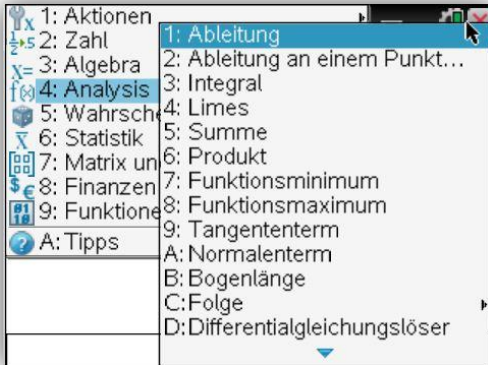 1: Aktionen
2: Zahl
3: Algebra
4: Analysis
5: Wahrsche
6: Statistik
7: Matrix un
8: Finanzen
9: Funktione
A: Tipps
1: Ableitung
2: Ableitung an einem Punkt...
3: Integral
4: Limes
5: Summe
6: Produkt
7: Funktionsminimum
8: Funktionsmaximum
9: Tangententerm
A: Normalenterm
B: Bogenlänge
C: Folge
D: Differentialgleichungslöser